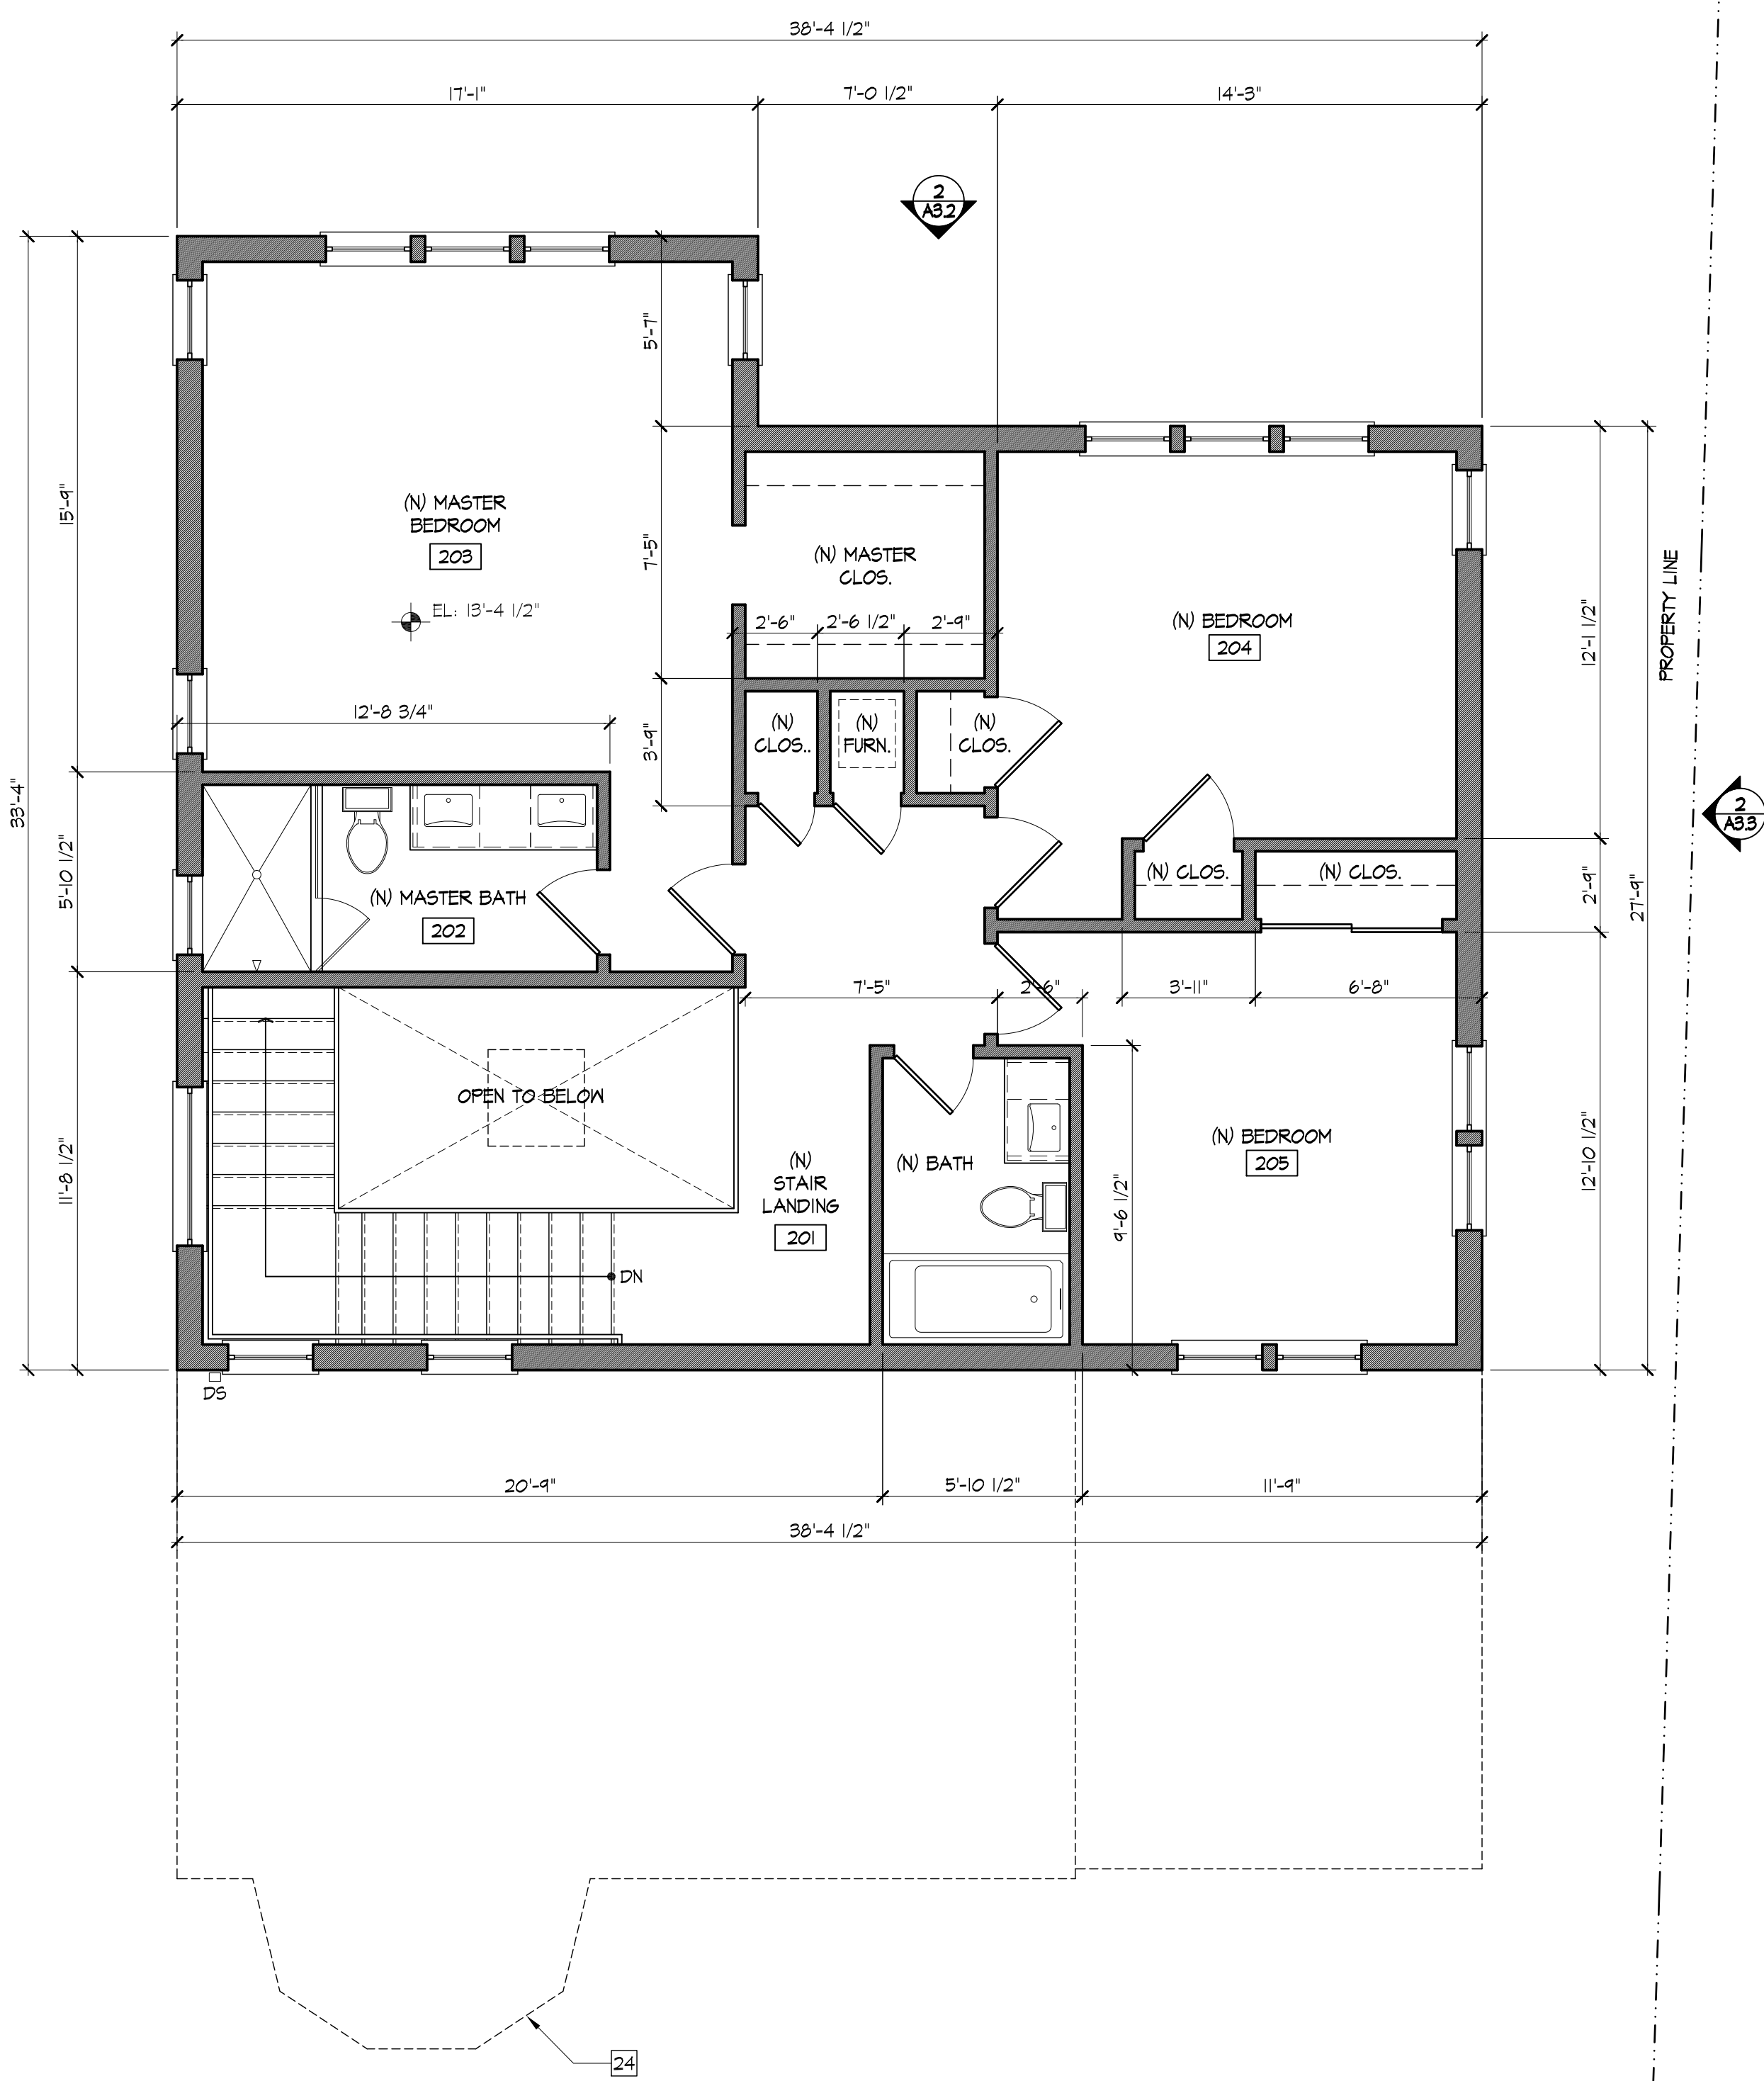 38'-4 1/2"
17'-1"
7'-0 1/2"
14'-3"
2
A3.2
5'-7"
15'-9"
(N) MASTER
BEDROOM
203
EL: 13'-4 1/2"
7'-5"
(N) MASTER
CLOS.
2'-6"
2'-6 1/2"
2'-9"
(N) BEDROOM
204
12'-1 1/2"
PROPERTY LINE
12'-8 3/4"
3'-9"
(N)
CLOS..
(N)
FURN.
(N)
CLOS.
33'-4"
2
A3.3
5'-10 1/2"
(N) MASTER BATH
202
(N) CLOS.
(N) CLOS.
2'-9"
27'-9"
7'-5"
2'-6"
3'-11"
6'-8"
OPEN TO BELOW
11'-8 1/2"
(N)
STAIR
LANDING
201
(N) BATH
9'-6 1/2"
(N) BEDROOM
205
12'-10 1/2"
DN
DS
20'-9"
5'-10 1/2"
11'-9"
38'-4 1/2"
24